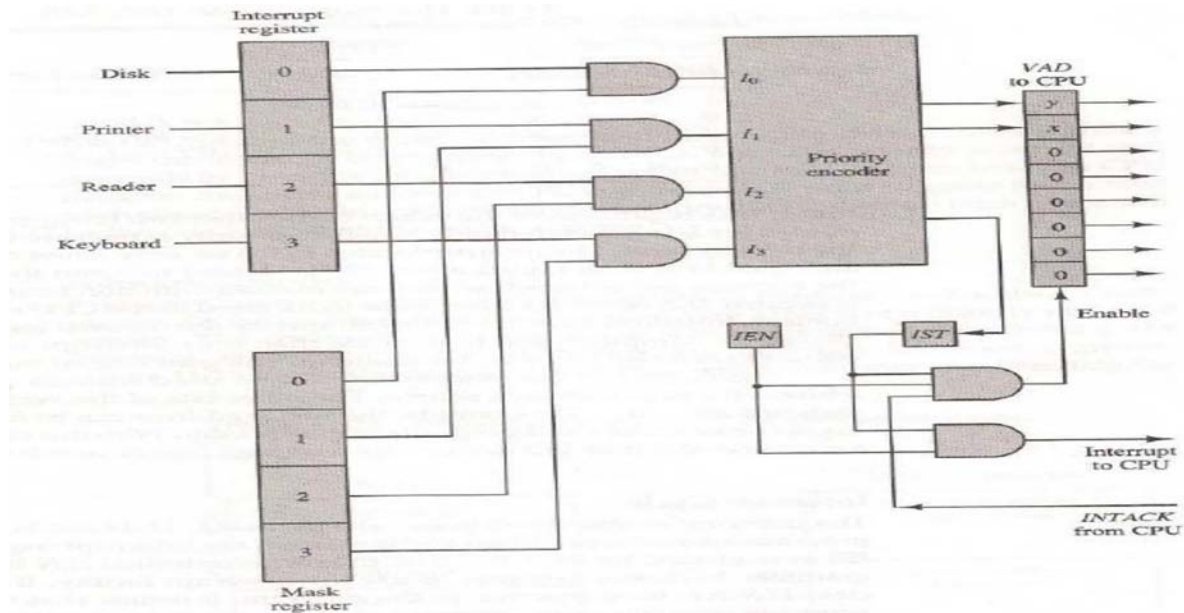 Interrupt
register
Disk
0
Printer
1
Reader
2
Keyboard
3
I0
I1
I2
I3
Priority
encoder
VAD
to CPU
y
x
0
0
0
0
0
0
Enable
IEN
IST
0
1
2
3
Mask
register
Interrupt
to CPU
INTACK
from CPU